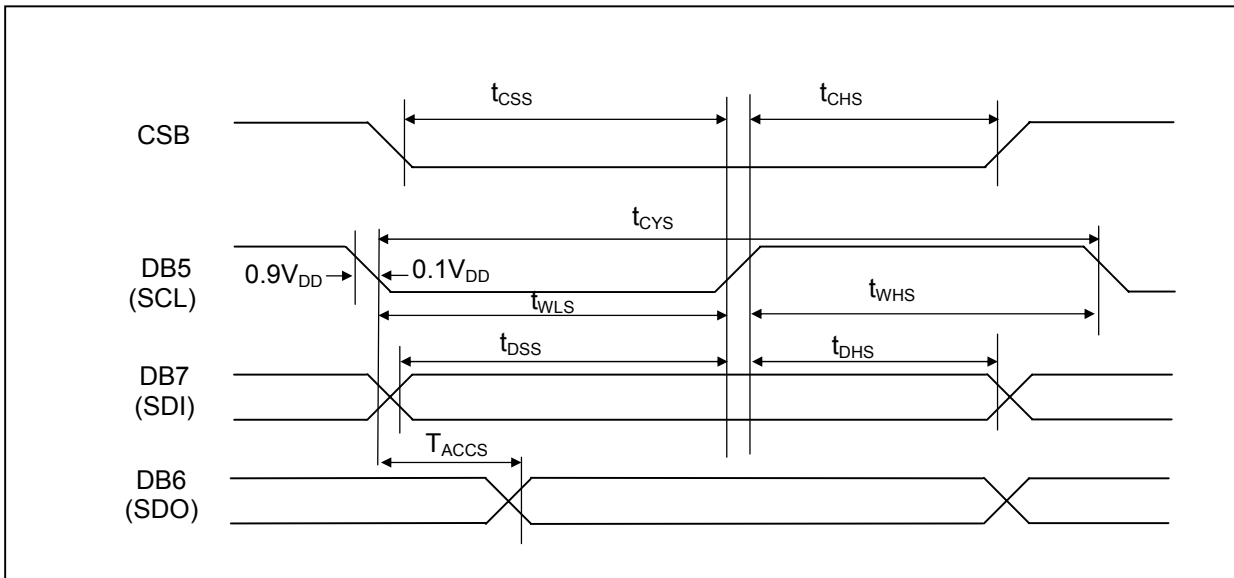 tCSS
tCHS
CSB
tCYS
DB5
(SCL)
0.9VDD
0.1VDD
tWLS
tWHS
tDSS
tDHS
DB7
(SDI)
TACCS
DB6
(SDO)